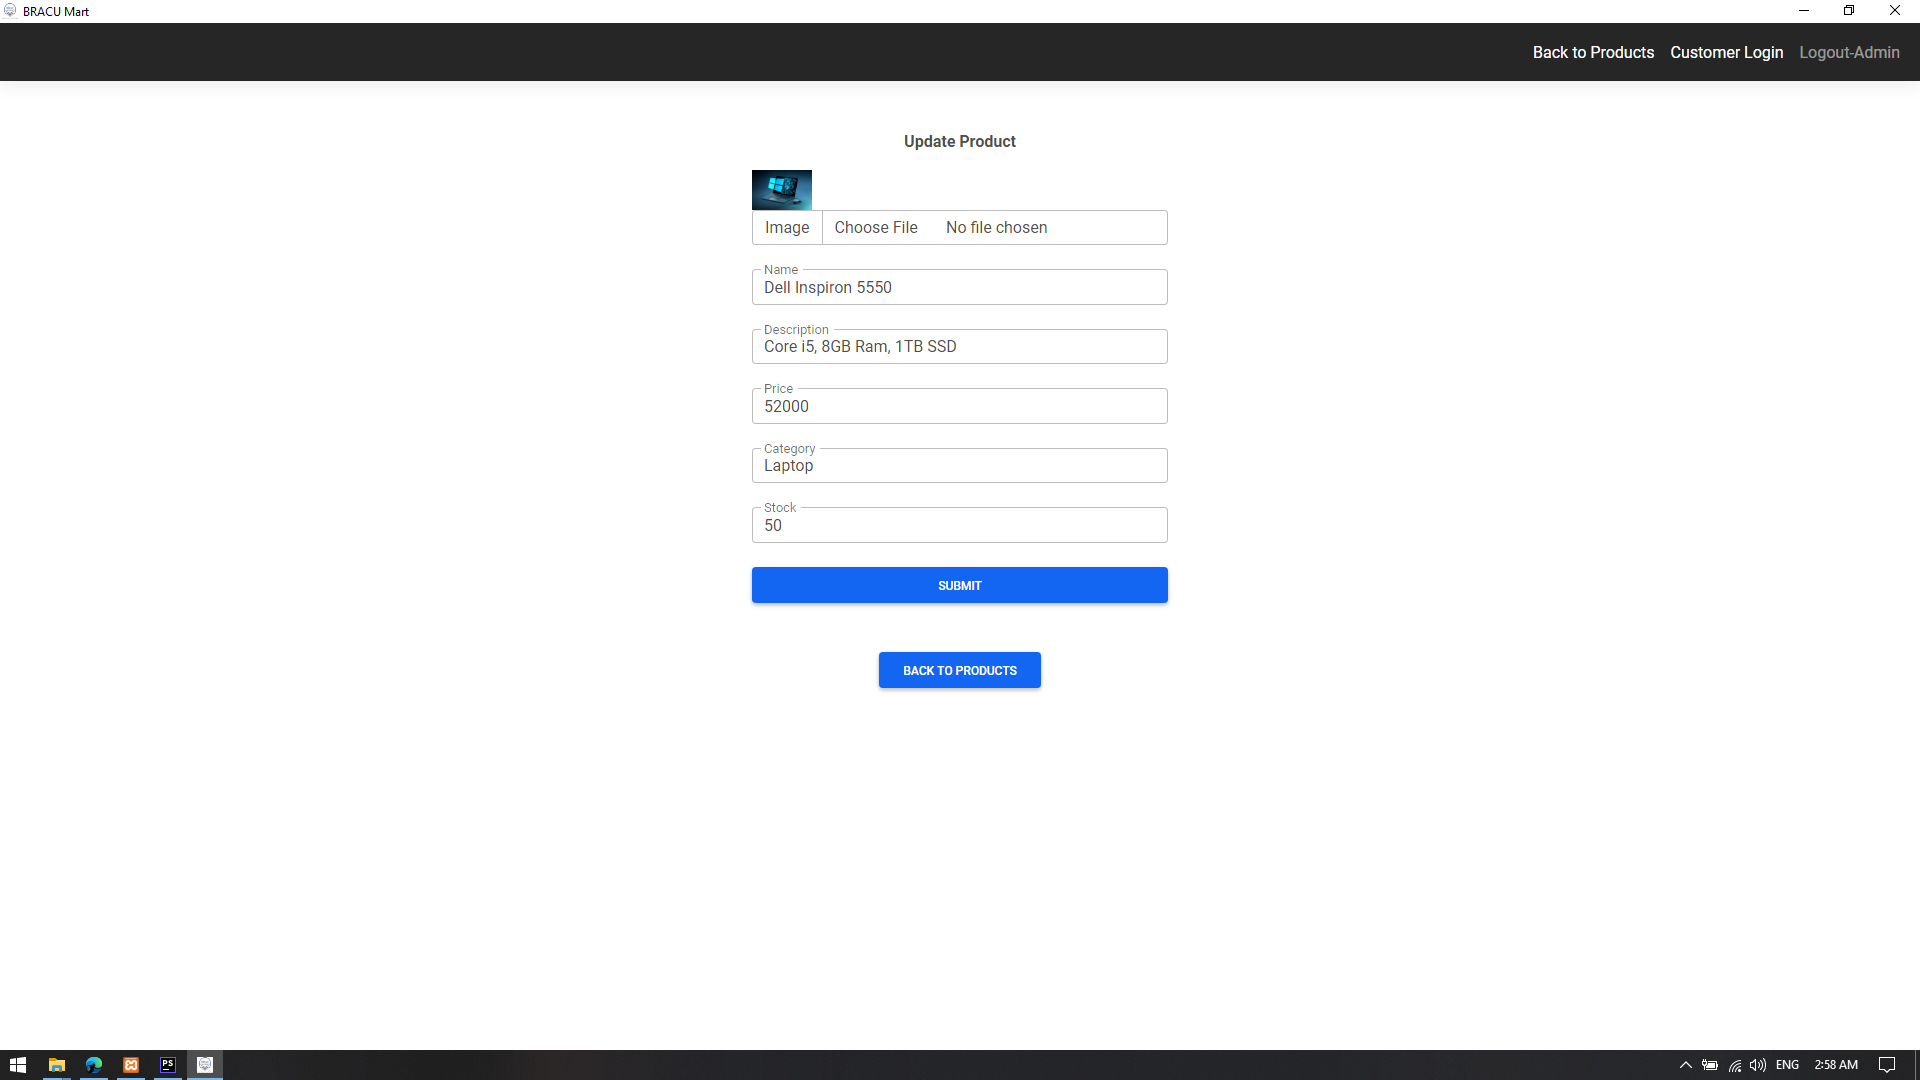 BRACU Mart
Back to Products Customer Login Logout-Admin
Update Product
Image Choose File No file chosen
Name
Dell Inspiron 5550
Description
Core i5, 8GB Ram, 1TB SSD
Price
52000
Category
Laptop
Stock
50
SUBMIT
BACK TO PRODUCTS
PS
ENG 2:58 AM